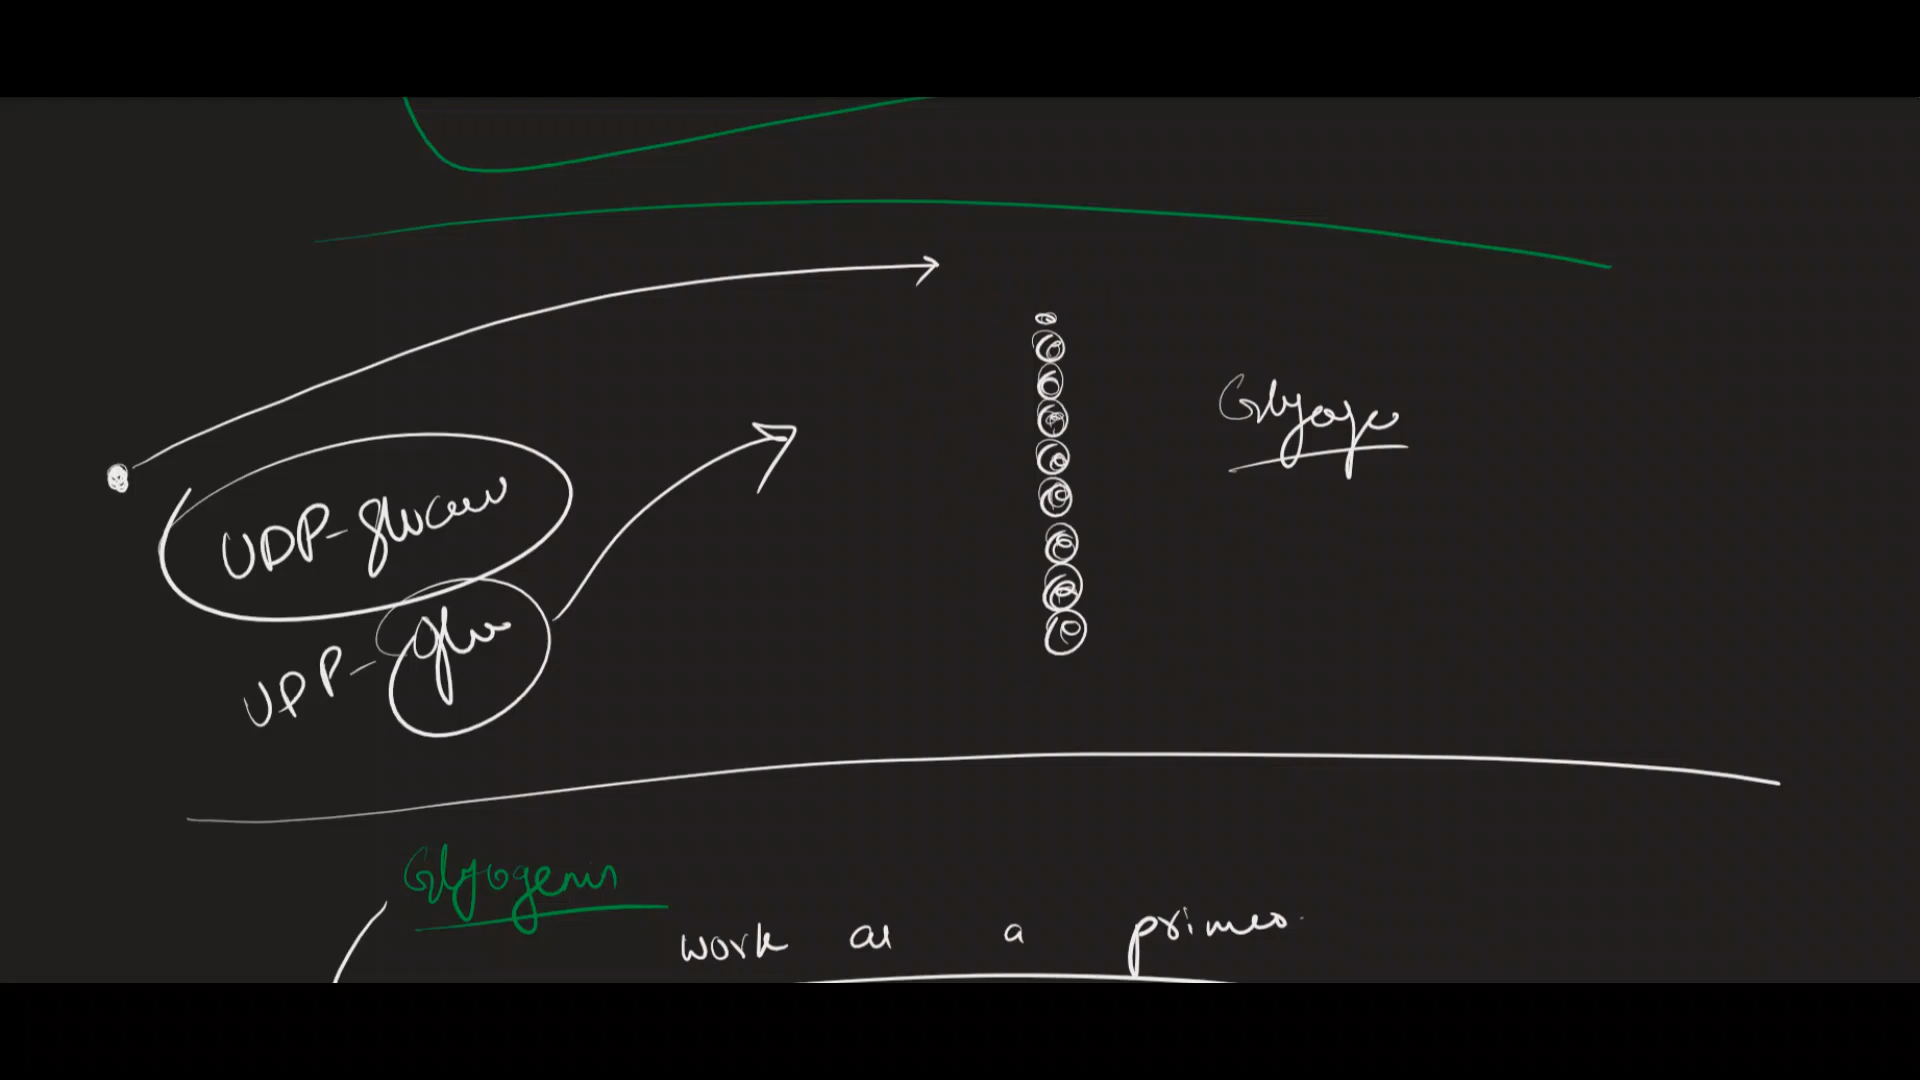 UDP-glucose
Glycogen
UDP-glu
Glycogenin
work as a primer